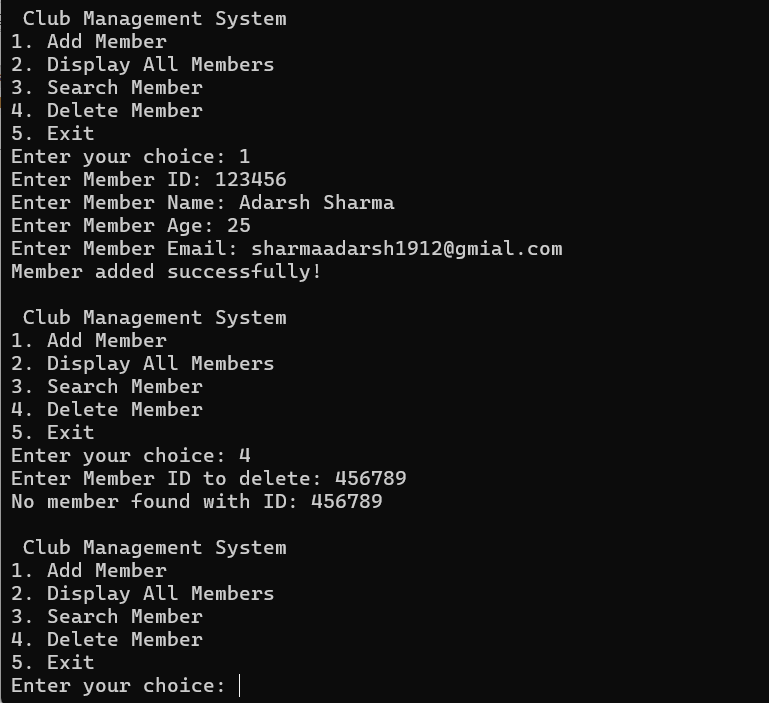 Club Management System
1. Add Member
2. Display All Members
3. Search Member
4. Delete Member
5. Exit
Enter your choice: 1
Enter Member ID: 123456
Enter Member Name: Adarsh Sharma
Enter Member Age: 25
Enter Member Email: sharmaadarsh1912@gmial.com
Member added successfully!

Club Management System
1. Add Member
2. Display All Members
3. Search Member
4. Delete Member
5. Exit
Enter your choice: 4
Enter Member ID to delete: 456789
No member found with ID: 456789

Club Management System
1. Add Member
2. Display All Members
3. Search Member
4. Delete Member
5. Exit
Enter your choice: